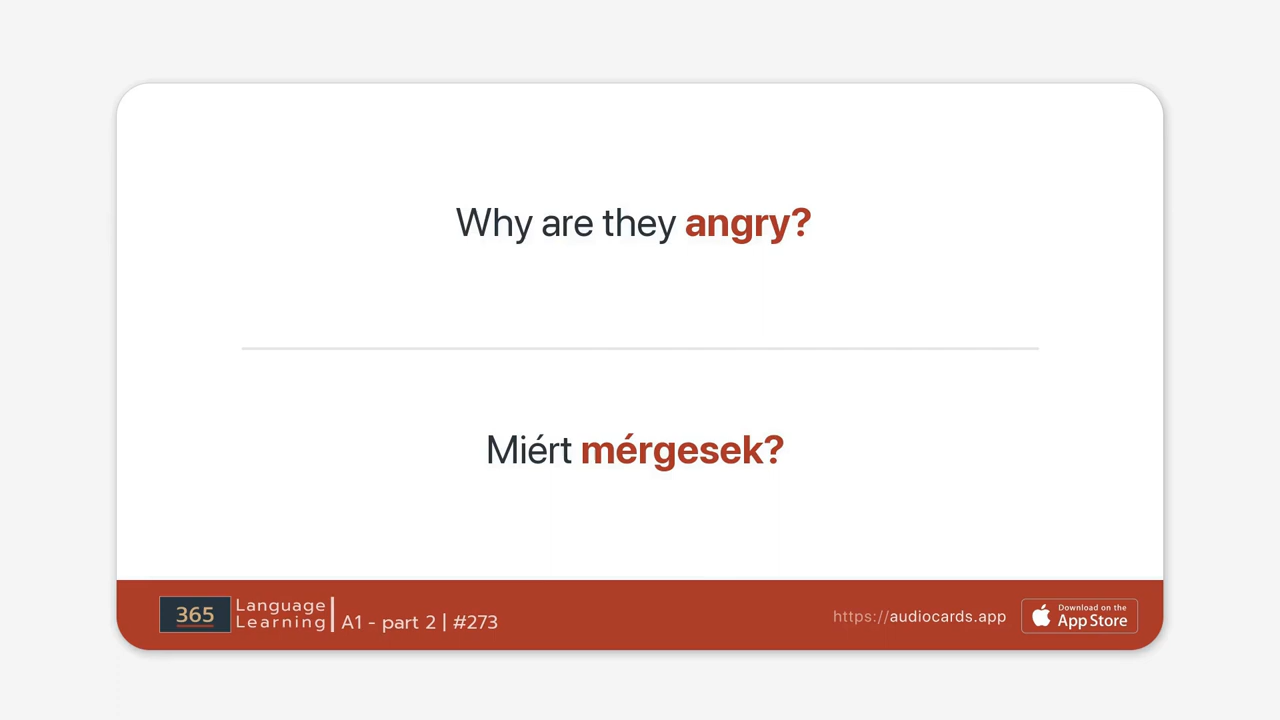 Why are they angry?
Miért mérgesek?
365
Language
Learning
A1 - part 2 | #273
https://audiocards.app
Download on the
App Store